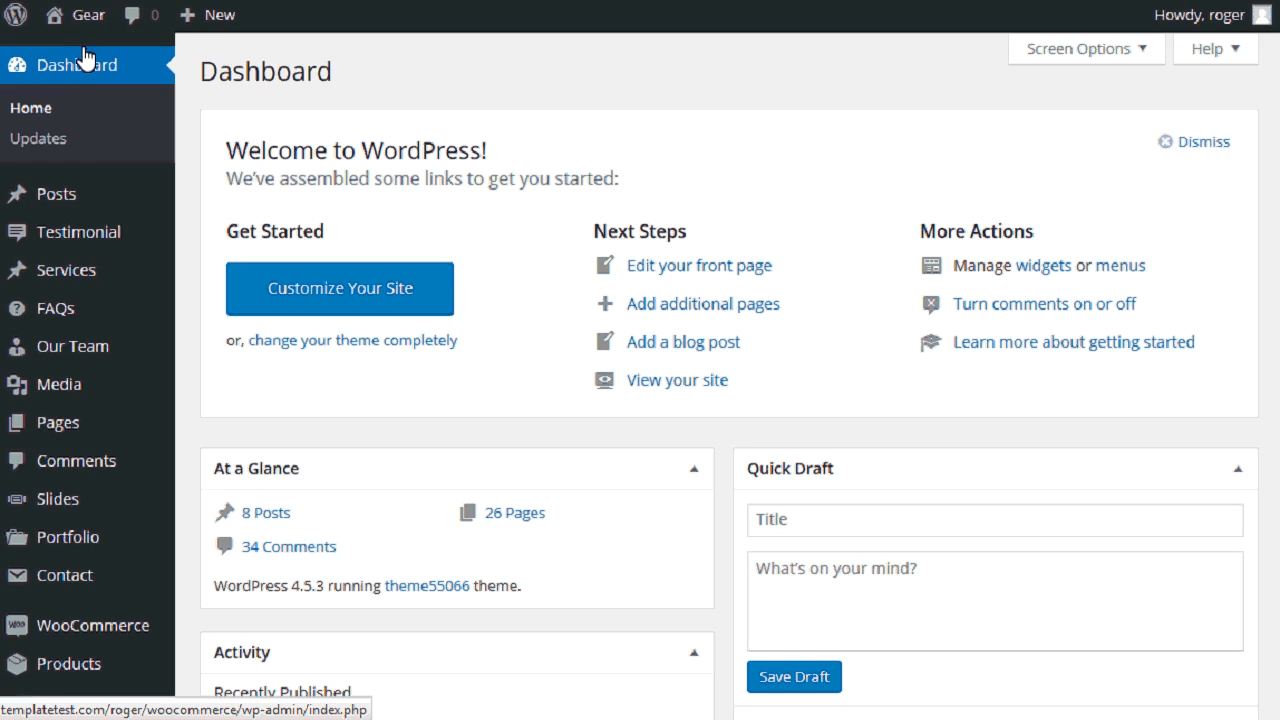 Gear 0 New Howdy, roger
Screen Options Help
Dashboard
Dashboard
Home
Updates
Posts
Testimonial
Services
FAQs
Our Team
Media
Pages
Comments
Slides
Portfolio
Contact
WooCommerce
Products
Welcome to WordPress!
Dismiss
We've assembled some links to get you started:
Get Started
Customize Your Site
or, change your theme completely
Next Steps
Edit your front page
Add additional pages
Add a blog post
View your site
More Actions
Manage widgets or menus
Turn comments on or off
Learn more about getting started
At a Glance
8 Posts 26 Pages
34 Comments
WordPress 4.5.3 running theme55066 theme.
Activity
Recently Published
Quick Draft
Title
What's on your mind?
Save Draft
templatetest.com/roger/woocommerce/wp-admin/index.php